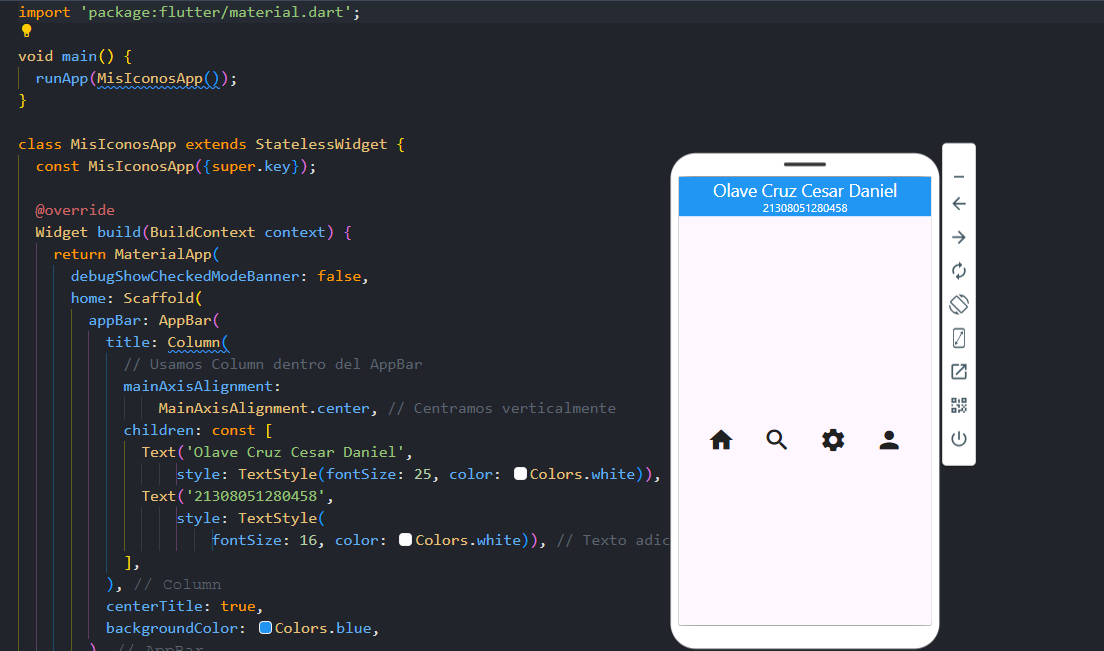 import 'package:flutter/material.dart';
void main() {
runApp(MisIconosApp());
}
class MisIconosApp extends StatelessWidget {
const MisIconosApp({super.key});
@override
Widget build(BuildContext context) {
return MaterialApp(
debugShowCheckedModeBanner: false,
home: Scaffold(
appBar: AppBar(
title: Column(
// Usamos Column dentro del AppBar
mainAxisAlignment:
MainAxisAlignment.center, // Centramos verticalmente
children: const [
Text('Olave Cruz Cesar Daniel',
style: TextStyle(fontSize: 25, color: Colors.white)),
Text('21308051280458',
style: TextStyle(
fontSize: 16, color: Colors.white)), // Texto adic
],
), // Column
centerTitle: true,
backgroundColor: Colors.blue,
), // AppBar
Olave Cruz Cesar Daniel
21308051280458